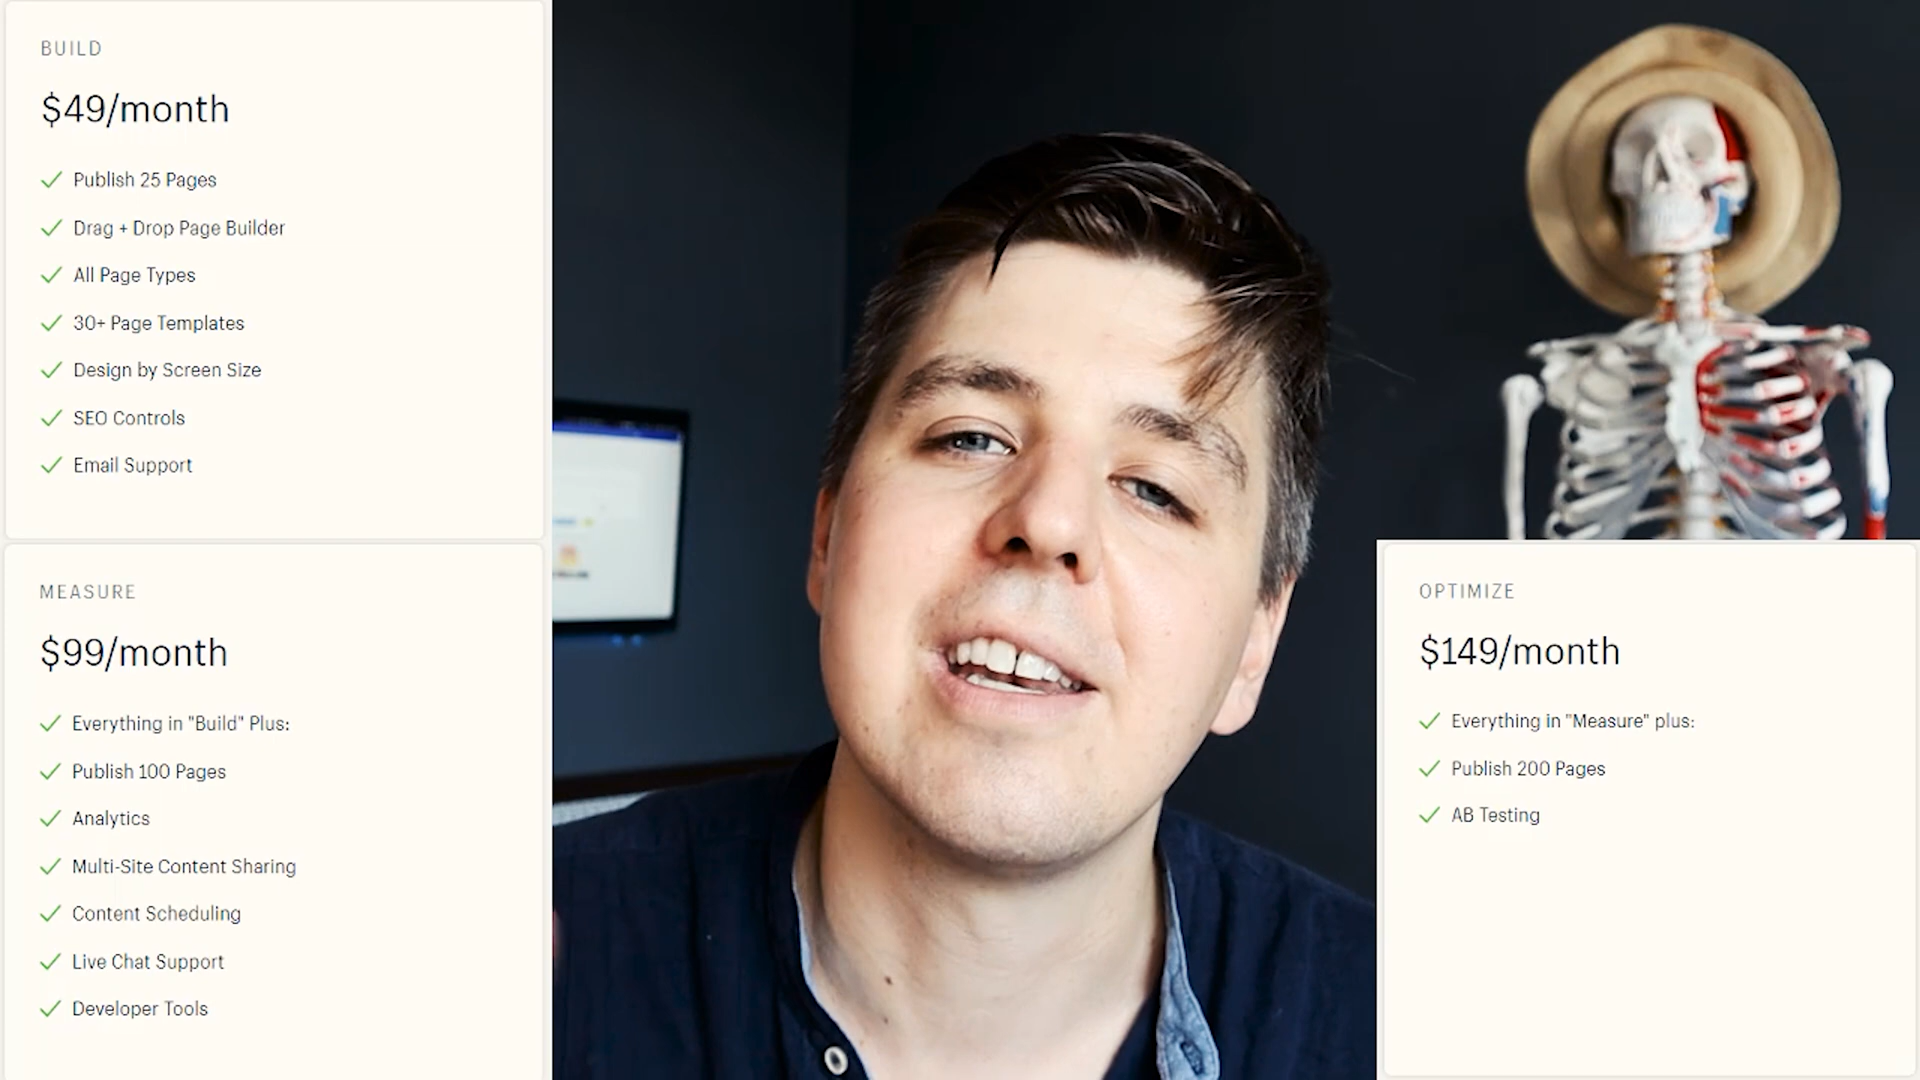 BUILD
$49/month
Publish 25 Pages
Drag + Drop Page Builder
All Page Types
30+ Page Templates
Design by Screen Size
SEO Controls
Email Support
MEASURE
$99/month
Everything in "Build" Plus:
Publish 100 Pages
Analytics
Multi-Site Content Sharing
Content Scheduling
Live Chat Support
Developer Tools
OPTIMIZE
$149/month
Everything in "Measure" plus:
Publish 200 Pages
AB Testing